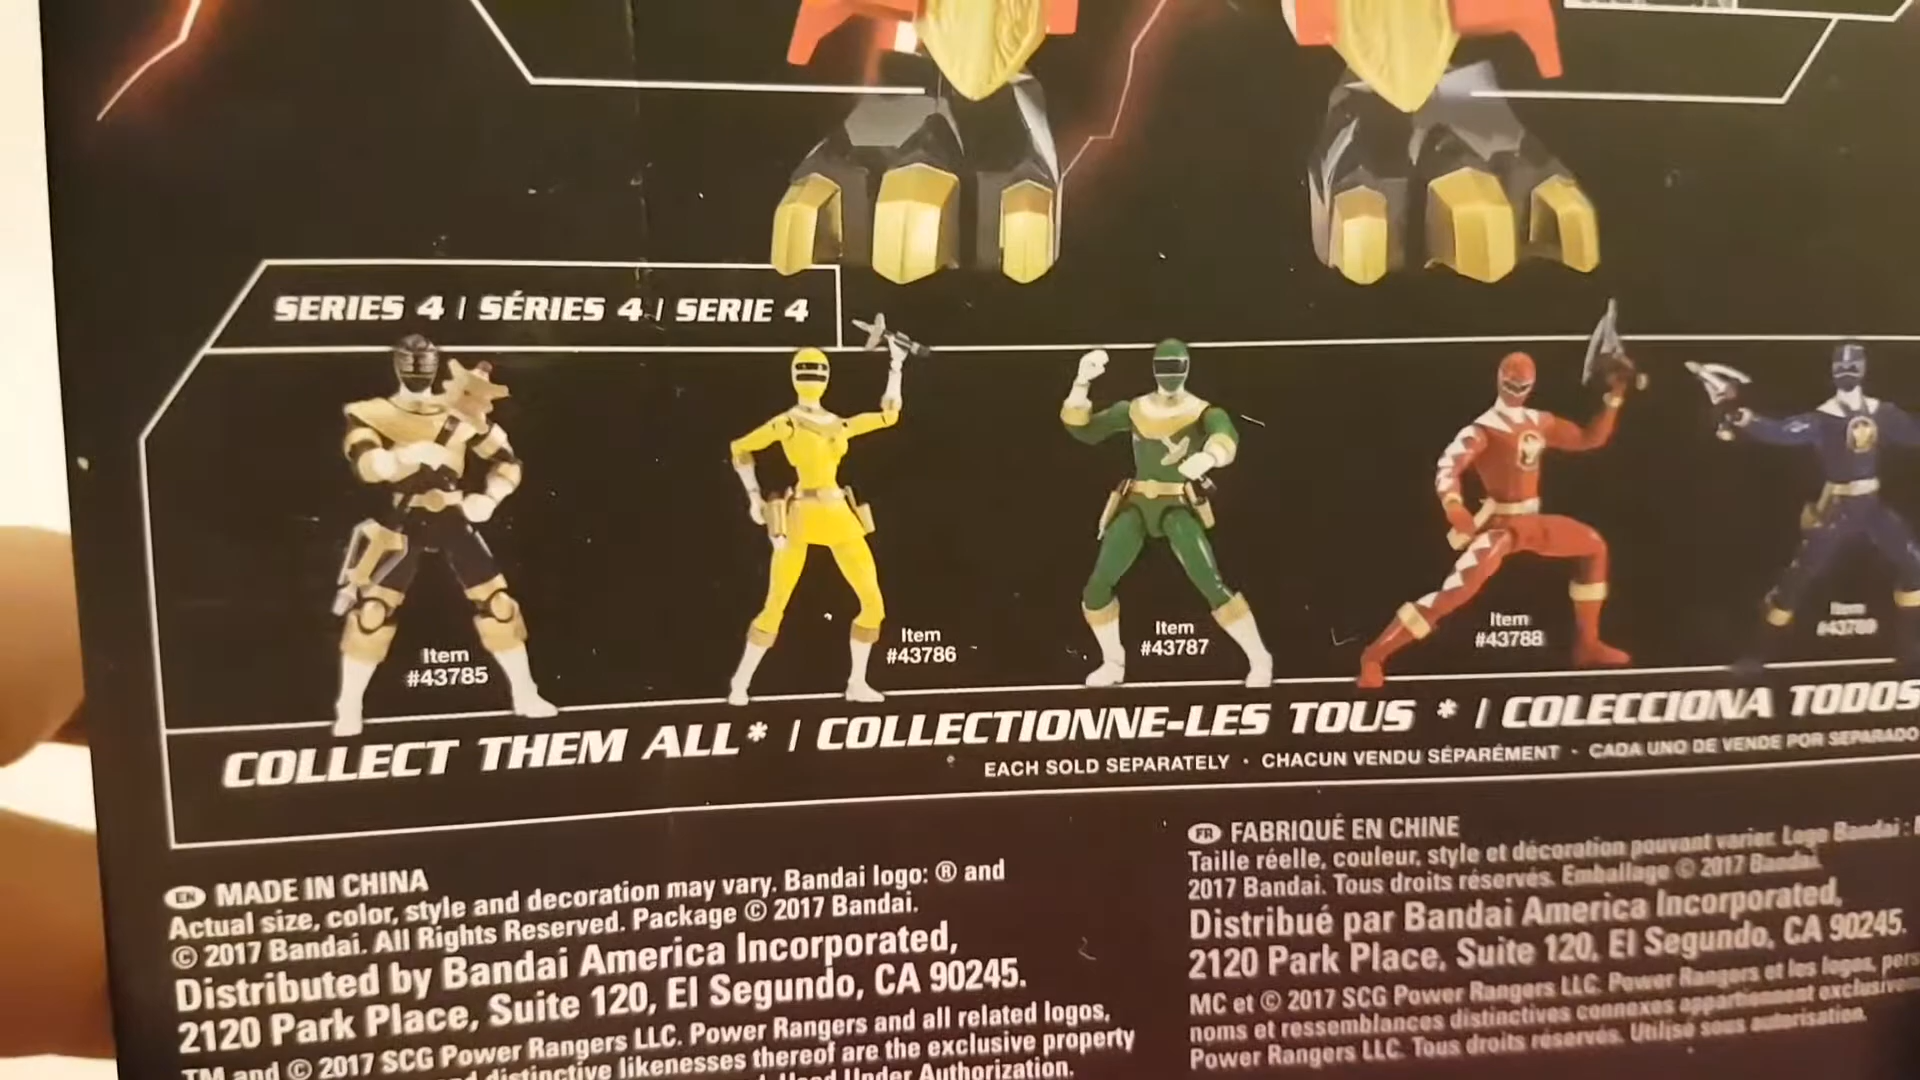 SERIES 4 / SÉRIES 4 / SERIE 4
Item
#43785
Item
#43786
Item
#43787
Item
#43788
Item
#43789
COLLECT THEM ALL* / COLLECTIONNE-LES TOUS * / COLECCIONA TODOS
EACH SOLD SEPARATELY · CHACUN VENDU SÉPARÉMENT · CADA UNO DE VENDE POR SEPARADO
EN MADE IN CHINA
Actual size, color, style and decoration may vary. Bandai logo: ® and
© 2017 Bandai. All Rights Reserved. Package © 2017 Bandai.
Distributed by Bandai America Incorporated,
2120 Park Place, Suite 120, El Segundo, CA 90245.
TM and © 2017 SCG Power Rangers LLC. Power Rangers and all related logos,
distinctive likenesses thereof are the exclusive property
Used Under Authorization.
FR FABRIQUÉ EN CHINE
Taille réelle, couleur, style et décoration pouvant varier. Logo Bandai :
2017 Bandai. Tous droits réservés. Emballage © 2017 Bandai.
Distribué par Bandai America Incorporated,
2120 Park Place, Suite 120, El Segundo, CA 90245.
MC et © 2017 SCG Power Rangers LLC. Power Rangers et les logos,
noms et ressemblances distinctives connexes appartiennent
Power Rangers LLC. Tous droits réservés. Utilisé sous autorisation.